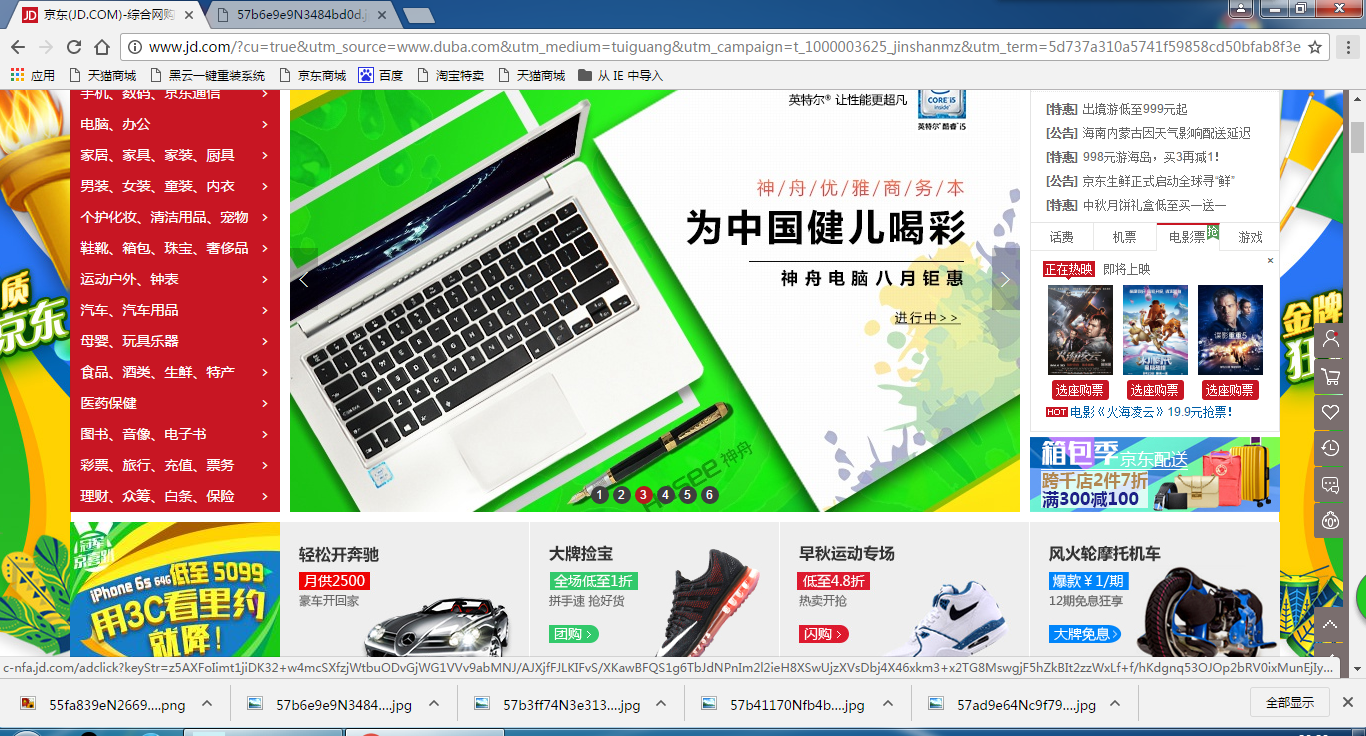 京东(JD.COM)-综合网购
57b6e9e9N3484bd0d.j
www.jd.com/?cu=true&utm_source=www.duba.com&utm_medium=tuiguang&utm_campaign=t_1000003625_jinshanmz&utm_term=5d737a310a5741f59858cd50bfab8f3e
应用
天猫商城
黑云一键重装系统
京东商城
百度
淘宝特卖
天猫商城
从 IE 中导入
手机、数码、京东通信
电脑、办公
家居、家具、家装、厨具
男装、女装、童装、内衣
个护化妆、清洁用品、宠物
鞋靴、箱包、珠宝、奢侈品
运动户外、钟表
汽车、汽车用品
母婴、玩具乐器
食品、酒类、生鲜、特产
医药保健
图书、音像、电子书
彩票、旅行、充值、票务
理财、众筹、白条、保险
英特尔® 让性能更超凡
CORE i5
inside
英特尔® 酷睿™ i5
神/舟/优/雅/商/务/本
为中国健儿喝彩
神舟电脑八月钜惠
进行中>>
Hasee 神舟
1 2 3 4 5 6
[特惠] 出境游低至999元起
[公告] 海南内蒙古因天气影响配送延迟
[特惠] 998元游海岛，买3再减1！
[公告] 京东生鲜正式启动全球寻“鲜”
[特惠] 中秋月饼礼盒低至买一送一
话费
机票
电影票
抢
游戏
正在热映 即将上映
选座购票
选座购票
选座购票
HOT 电影《火海凌云》19.9元抢票！
箱包季 京东配送
跨千店2件7折
满300减100
质
京东
金牌
狂
冠军
京喜趴
iPhone 6s 64G 低至 5099
用3C看里约
就降！
轻松开奔驰
月供2500
豪车开回家
大牌捡宝
全场低至1折
拼手速 抢好货
团购
早秋运动专场
低至4.8折
热卖开抢
闪购
风火轮摩托机车
爆款￥1/期
12期免息狂享
大牌免息
c-nfa.jd.com/adclick?keyStr=z5AXFoIimt1jiDK32+w4mcSXfzjWtbuODvGjWG1VVv9abMNJ/AJXjfFJLKIFvS/XKawBFQS1g6TbJdNPnIm2l2ieH8XSwUjzXVsDbj4X46xkm3+x2TG8MswgjF5hZkBIt2zzWxLf+f/hKdgnq53OJOp2bRV0ixMunEjIy...
55fa839eN2669....png
57b6e9e9N3484....jpg
57b3ff74N3e313....jpg
57b41170Nfb4b....jpg
57ad9e64Nc9f79....jpg
全部显示